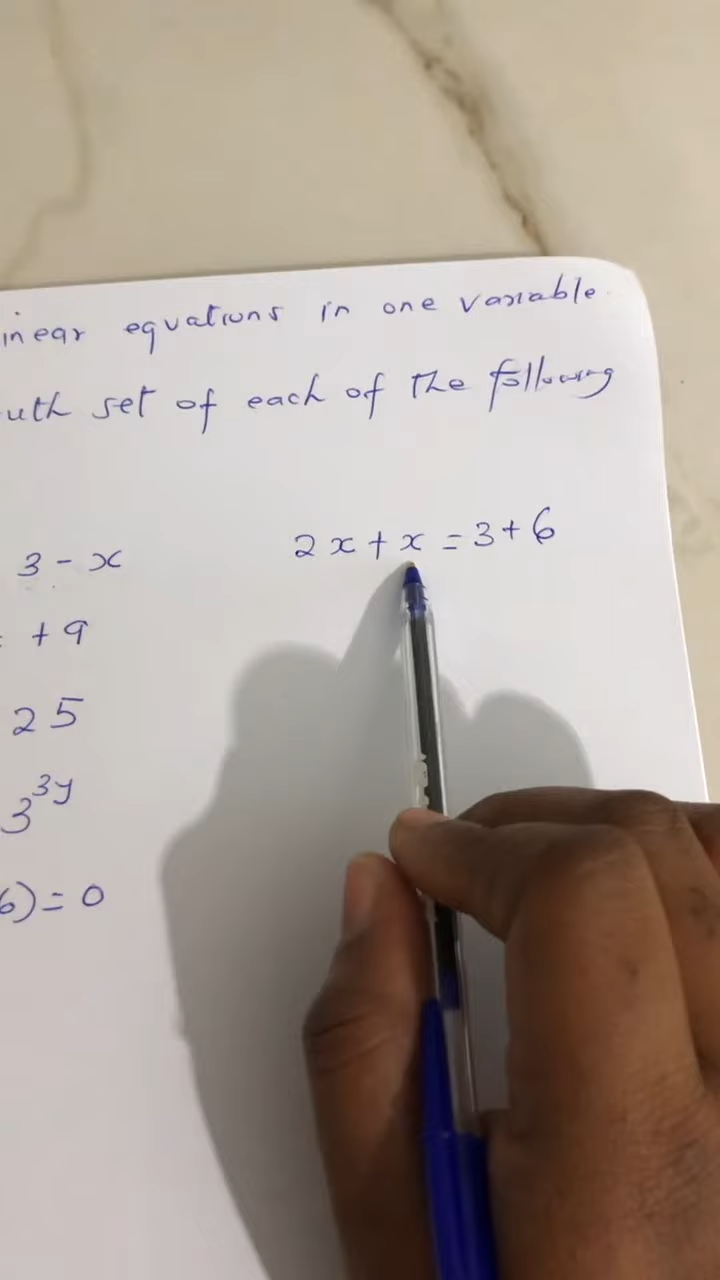 inear equations in one variable
uth set of each of the following
3 - x
2x + x = 3 + 6
= + 9
25
3^{3y}
6) = 0